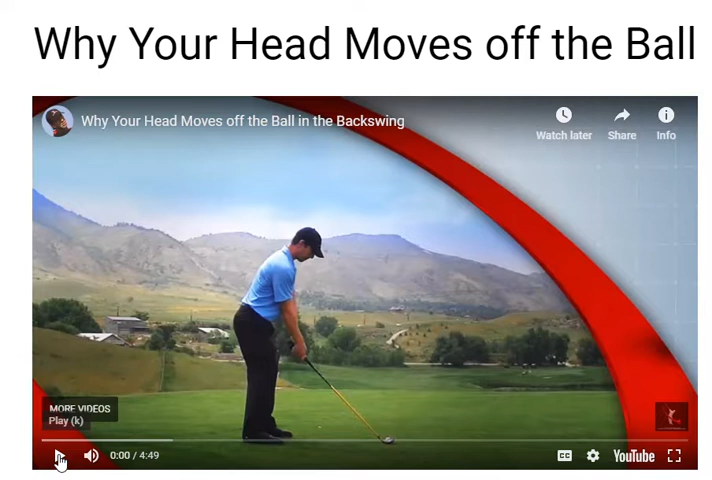 Why Your Head Moves off the Ball
Why Your Head Moves off the Ball in the Backswing
Watch later
Share
Info
MORE VIDEOS
Play (k)
0:00 / 4:49
CC
YouTube